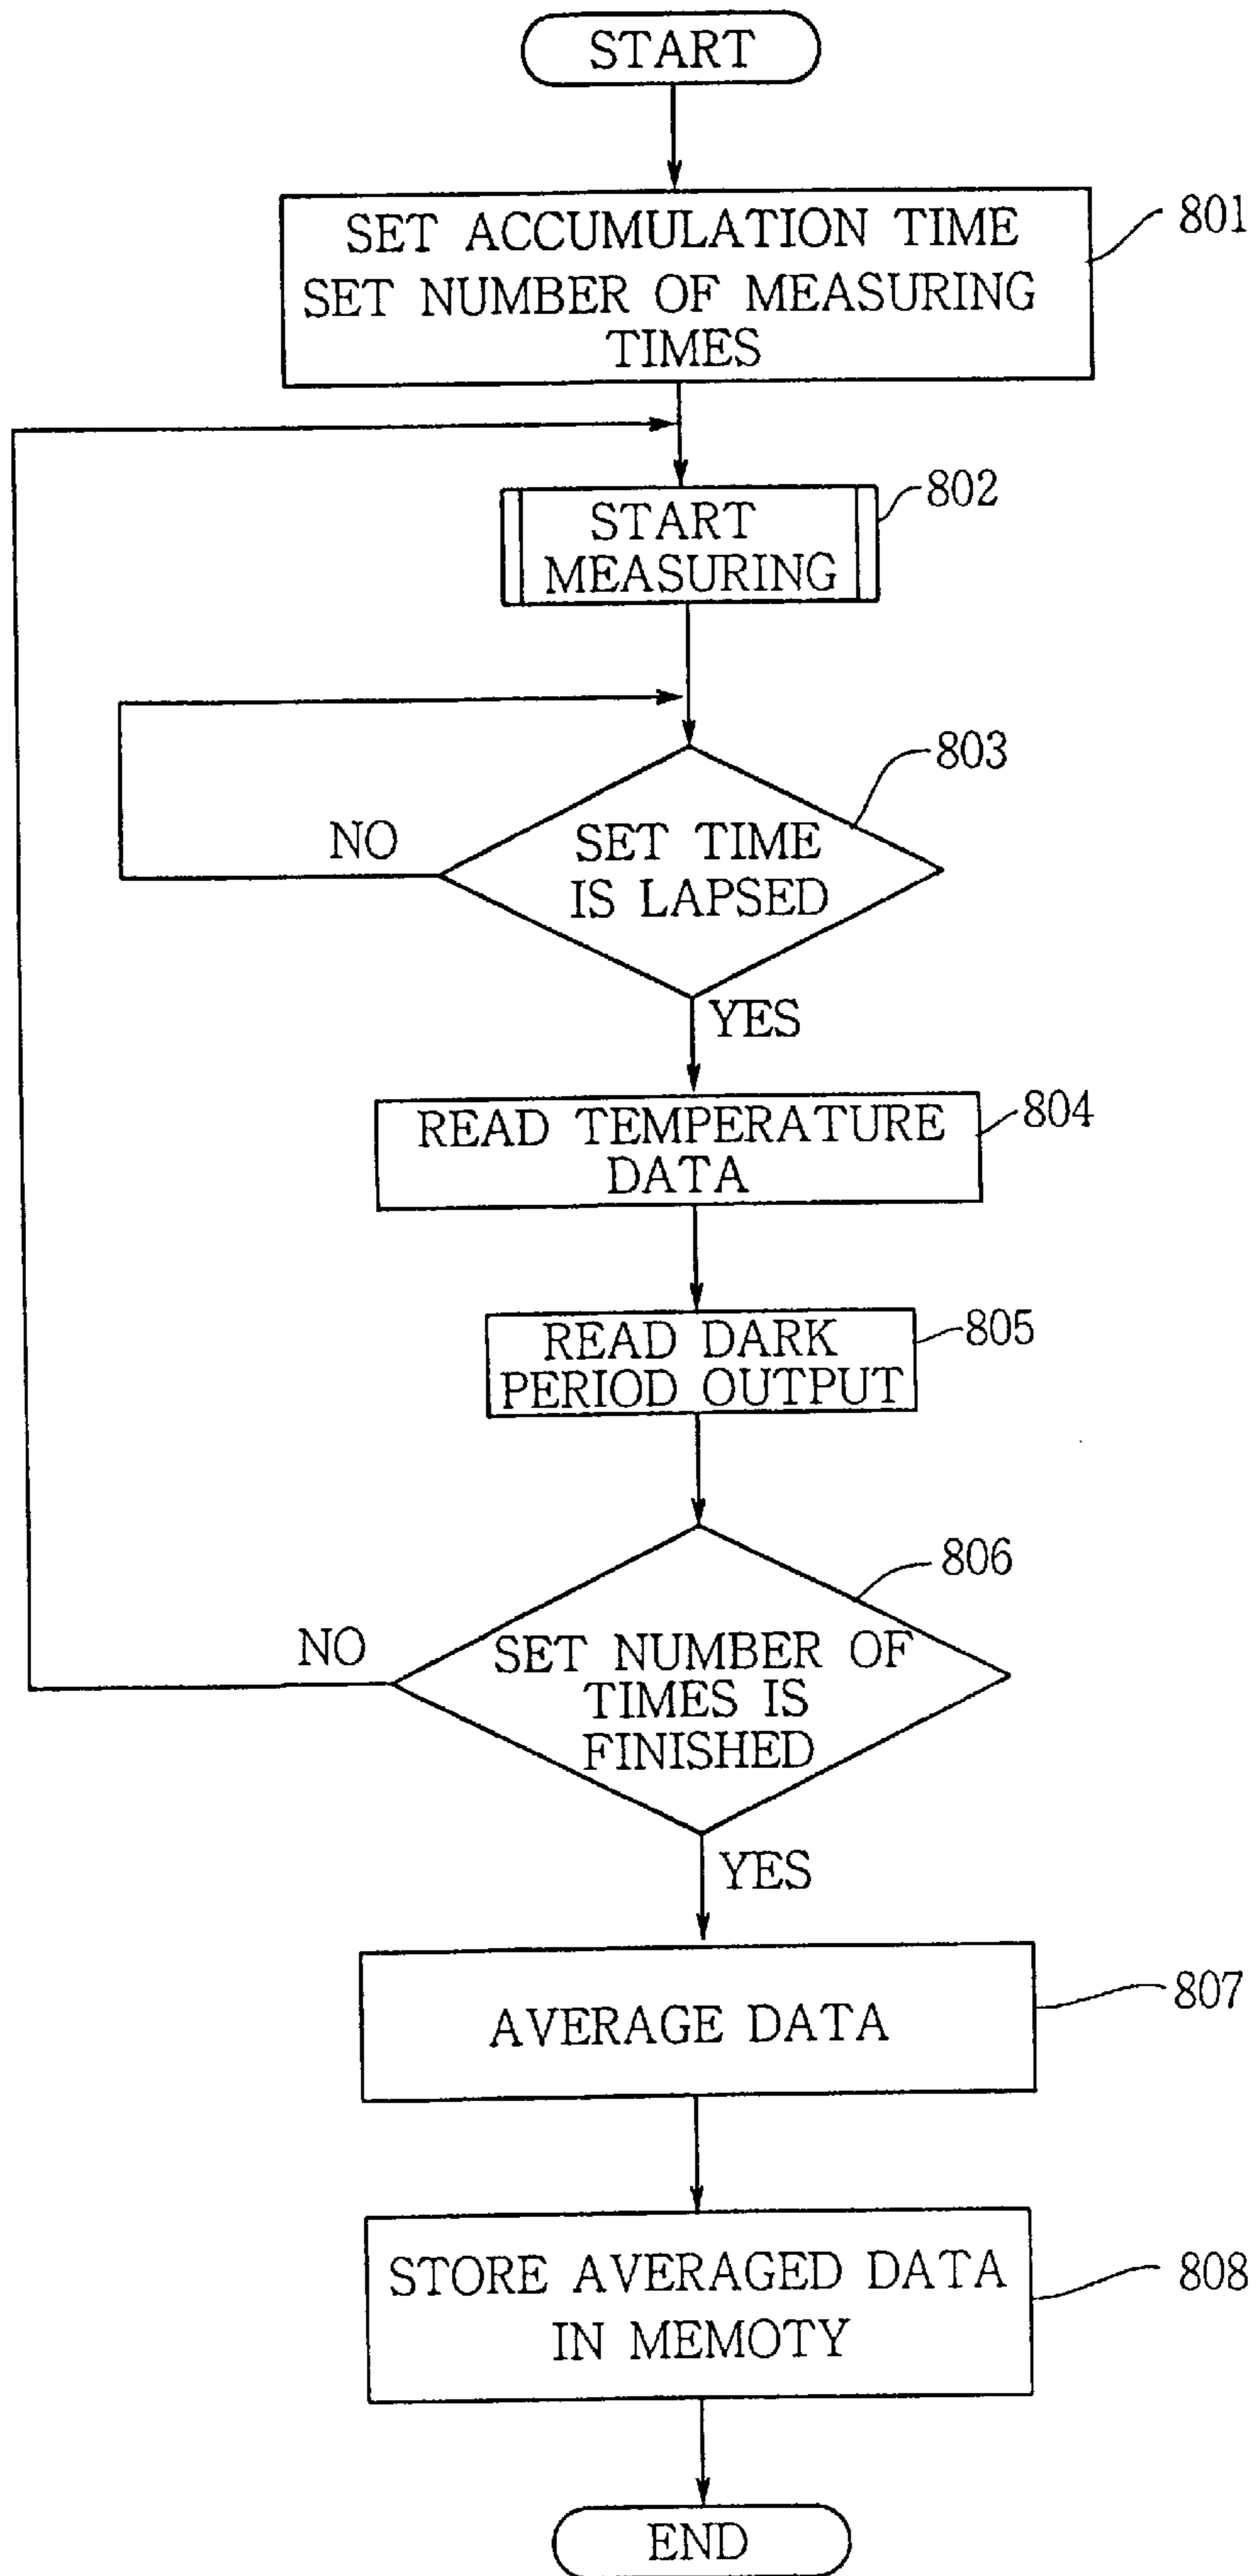 START
SET ACCUMULATION TIME
SET NUMBER OF MEASURING
TIMES
801
START
MEASURING
802
803
SET TIME
IS LAPSED
NO
YES
READ TEMPERATURE
DATA
804
READ DARK
PERIOD OUTPUT
805
806
SET NUMBER OF
TIMES IS
FINISHED
NO
YES
AVERAGE DATA
807
STORE AVERAGED DATA
IN MEMOTY
808
END